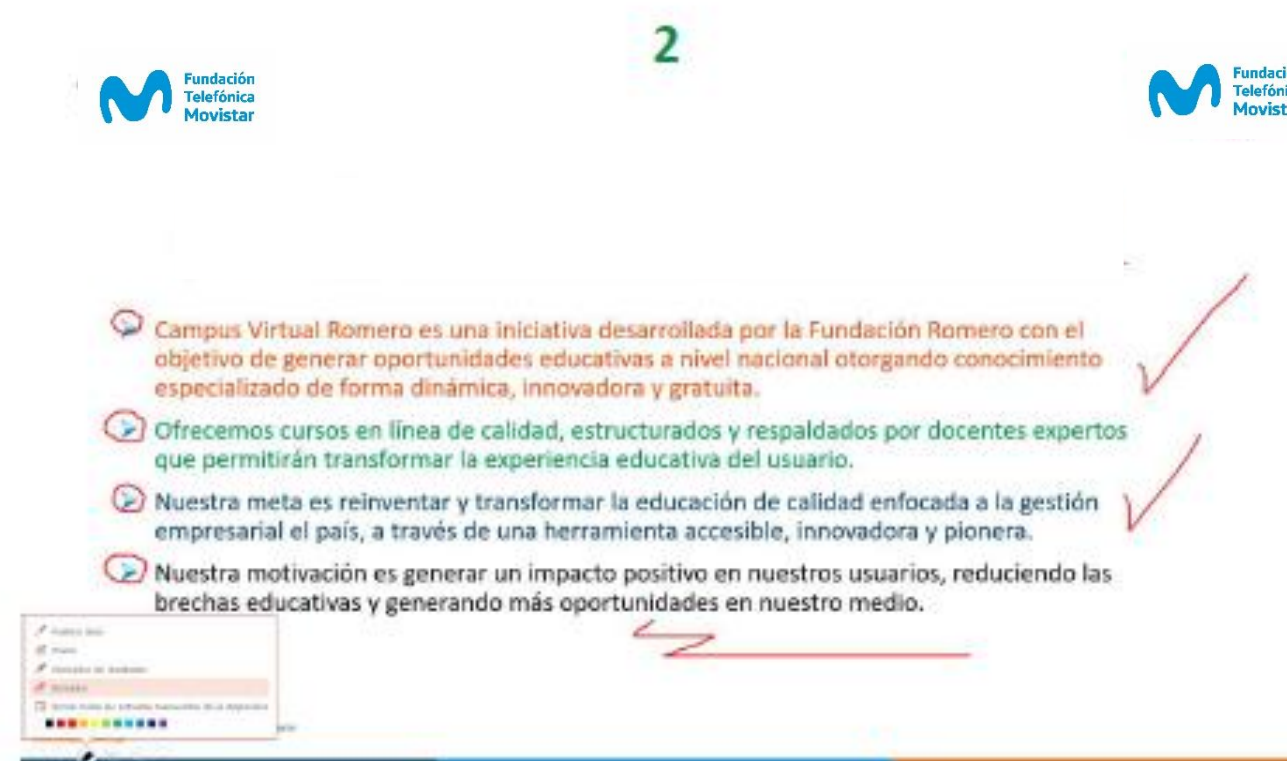 2
Fundación
Telefónica
Movistar
Fundaci
Telefóni
Movist
Campus Virtual Romero es una iniciativa desarrollada por la Fundación Romero con el
objetivo de generar oportunidades educativas a nivel nacional otorgando conocimiento
especializado de forma dinámica, innovadora y gratuita.
Ofrecemos cursos en línea de calidad, estructurados y respaldados por docentes expertos
que permitirán transformar la experiencia educativa del usuario.
Nuestra meta es reinventar y transformar la educación de calidad enfocada a la gestión
empresarial el país, a través de una herramienta accesible, innovadora y pionera.
Nuestra motivación es generar un impacto positivo en nuestros usuarios, reduciendo las
brechas educativas y generando más oportunidades en nuestro medio.